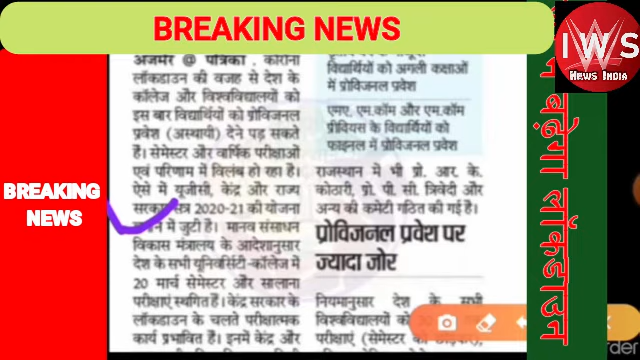 BREAKING NEWS
IWS
NEWS INDIA
BREAKING
NEWS
अजमेर @ पत्रिका . कोरोना
लॉकडाउन की वजह से देश के
कॉलेज और विश्वविद्यालयों को
इस बार विद्यार्थियों को प्रोविजनल
प्रवेश (अस्थायी) देने पड़ सकते
हैं। सेमेस्टर और वार्षिक परीक्षाओं
एवं परिणाम में विलंब हो रहा है।
ऐसे में यूजीसी, केंद्र और राज्य
सरकार सत्र 2020-21 की योजना
में जुटी है। मानव संसाधन
विकास मंत्रालय के आदेशानुसार
देश के सभी यूनिवर्सिटी-कॉलेज में
20 मार्च सेमेस्टर और सालाना
परीक्षाएं स्थगित हैं। केंद्र सरकार के
लॉकडाउन के चलते परीक्षात्मक
कार्य प्रभावित है। इनमें केंद्र और
विद्यार्थियों को अगली कक्षाओं
में प्रोविजनल प्रवेश
एमए, एम.कॉम और एम.कॉम
प्रीवियस के विद्यार्थियों को
फाइनल में प्रोविजनल प्रवेश
राजस्थान में भी प्रो. आर. के.
कोठारी, प्रो. पी. सी. त्रिवेदी और
अन्य की कमेटी गठित की गई है।
प्रोविजनल प्रवेश पर
ज्यादा जोर
नियमानुसार देश के सभी
विश्वविद्यालयों को
परीक्षाएं (सेमेस्टर
बढ़ेगा लॉकडाउन